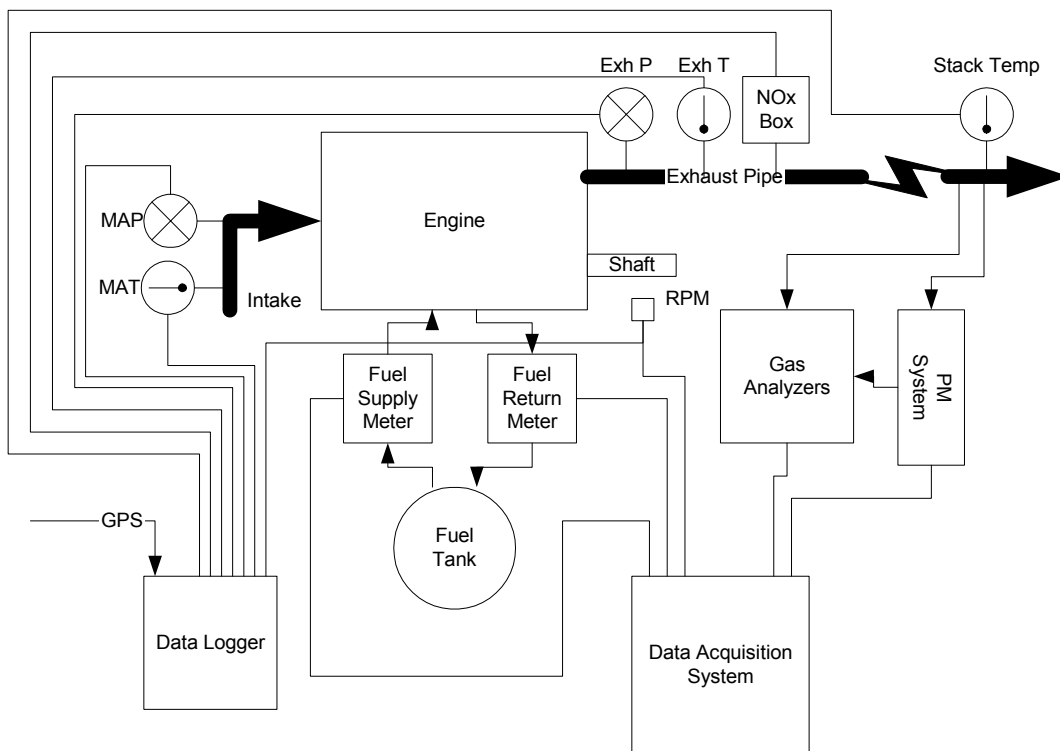 Exh P
Exh T
Stack Temp
NOx
Box
Exhaust Pipe
MAP
Engine
MAT
Shaft
Intake
RPM
Fuel
Supply
Meter
Fuel
Return
Meter
Gas
Analyzers
PM
System
GPS
Fuel
Tank
Data Logger
Data Acquisition
System